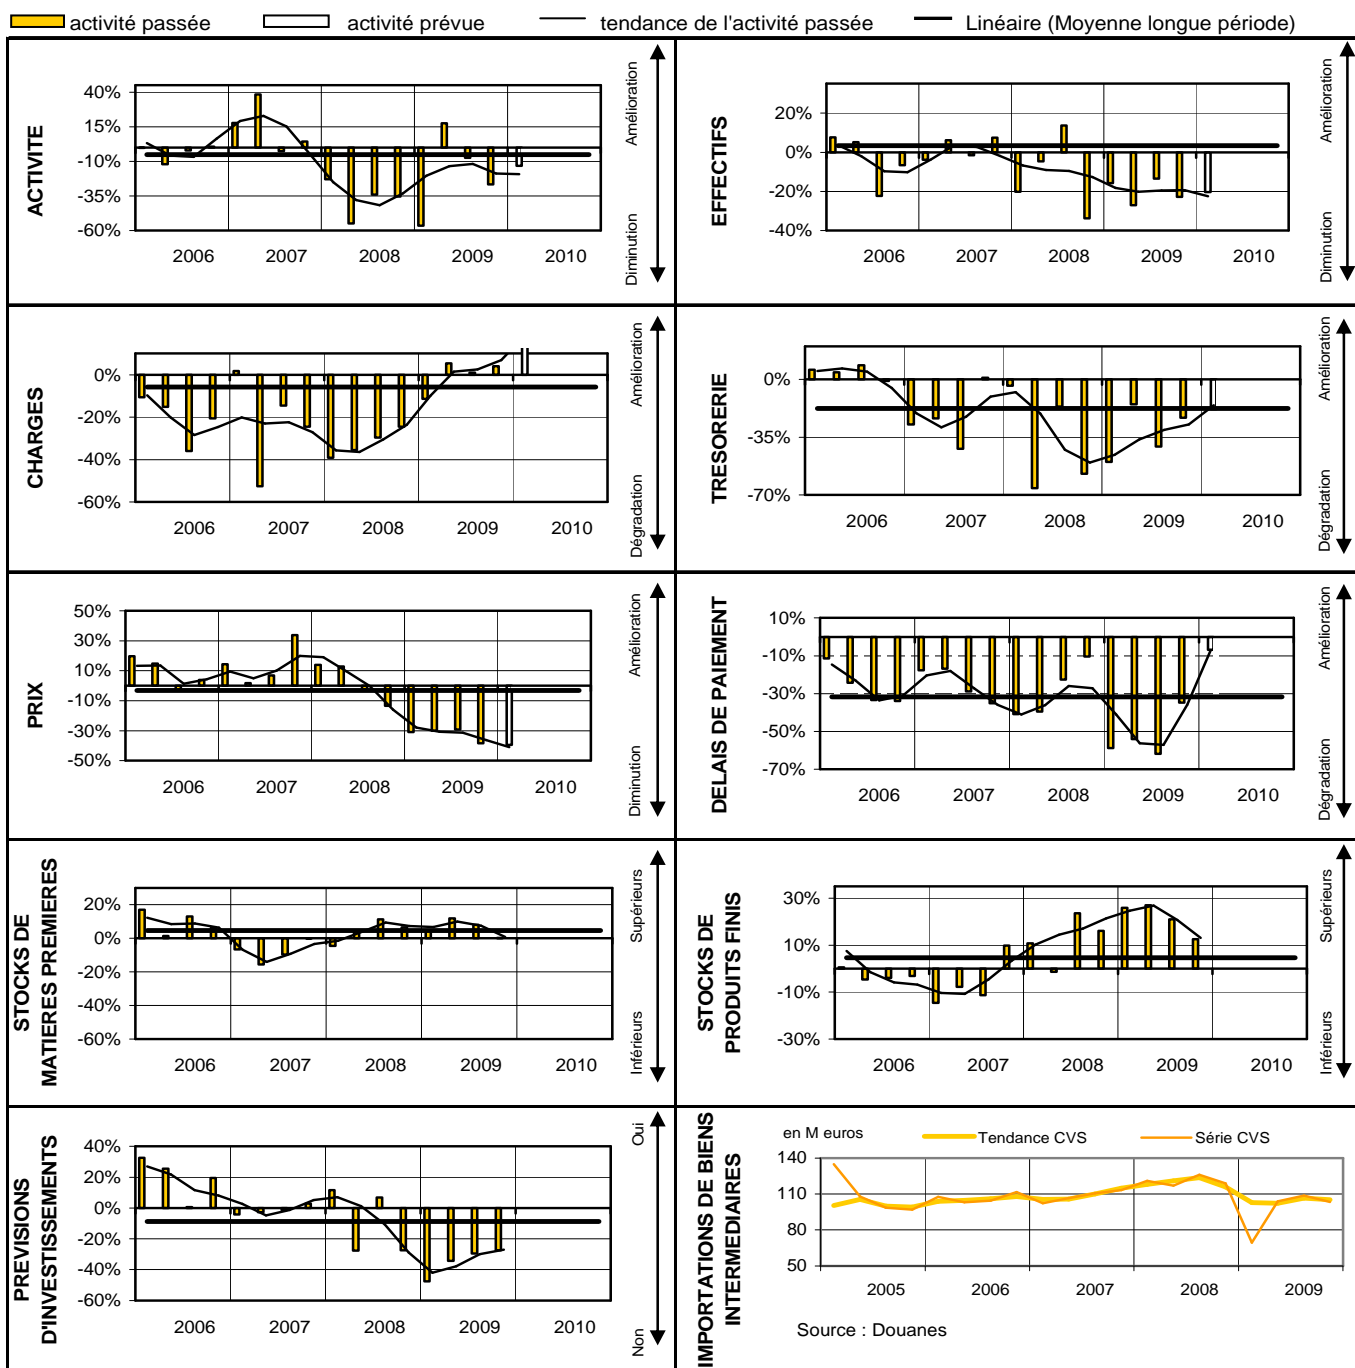 activité passée
activité prévue
tendance de l'activité passée
Linéaire (Moyenne longue période)
ACTIVITE
40%
15%
-10%
-35%
-60%
2006 2007 2008 2009 2010
Amélioration
Diminution
EFFECTIFS
20%
0%
-20%
-40%
2006 2007 2008 2009 2010
Amélioration
Diminution
CHARGES
0%
-20%
-40%
-60%
2006 2007 2008 2009 2010
Amélioration
Dégradation
TRESORERIE
0%
-35%
-70%
2006 2007 2008 2009 2010
Amélioration
Dégradation
PRIX
50%
30%
10%
-10%
-30%
-50%
2006 2007 2008 2009 2010
Amélioration
Diminution
DELAIS DE PAIEMENT
10%
-10%
-30%
-50%
-70%
2006 2007 2008 2009 2010
Amélioration
Dégradation
STOCKS DE
MATIERES PREMIERES
20%
0%
-20%
-40%
-60%
2006 2007 2008 2009 2010
Supérieurs
Inférieurs
STOCKS DE
PRODUITS FINIS
30%
10%
-10%
-30%
2006 2007 2008 2009 2010
Supérieurs
Inférieurs
PREVISIONS
D'INVESTISSEMENTS
40%
20%
0%
-20%
-40%
-60%
2006 2007 2008 2009 2010
Oui
Non
IMPORTATIONS DE BIENS
INTERMEDIAIRES
en M euros
Tendance CVS
Série CVS
140
110
80
50
2005 2006 2007 2008 2009
Source : Douanes